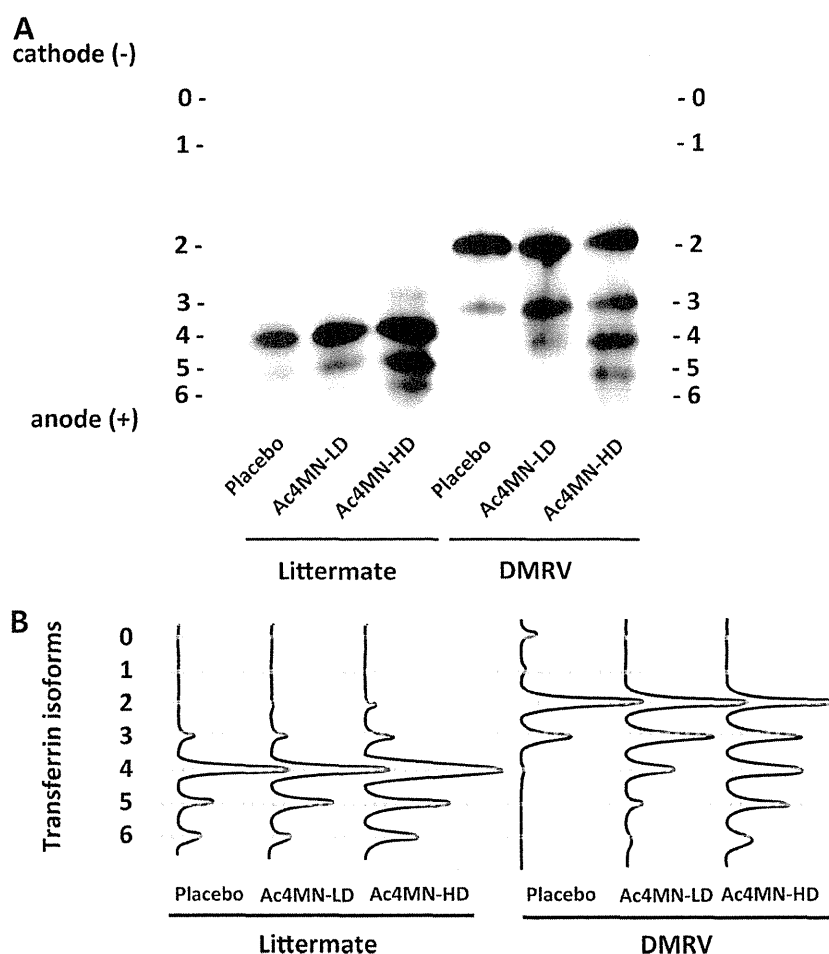 A
cathode (-)
0 - - 0
1 - - 1
2 - - 2
3 - - 3
4 - - 4
5 - - 5
6 - - 6
anode (+)
Placebo Ac4MN-LD Ac4MN-HD Placebo Ac4MN-LD Ac4MN-HD
Littermate DMRV
B
Transferrin isoforms
0
1
2
3
4
5
6
Placebo Ac4MN-LD Ac4MN-HD Placebo Ac4MN-LD Ac4MN-HD
Littermate DMRV